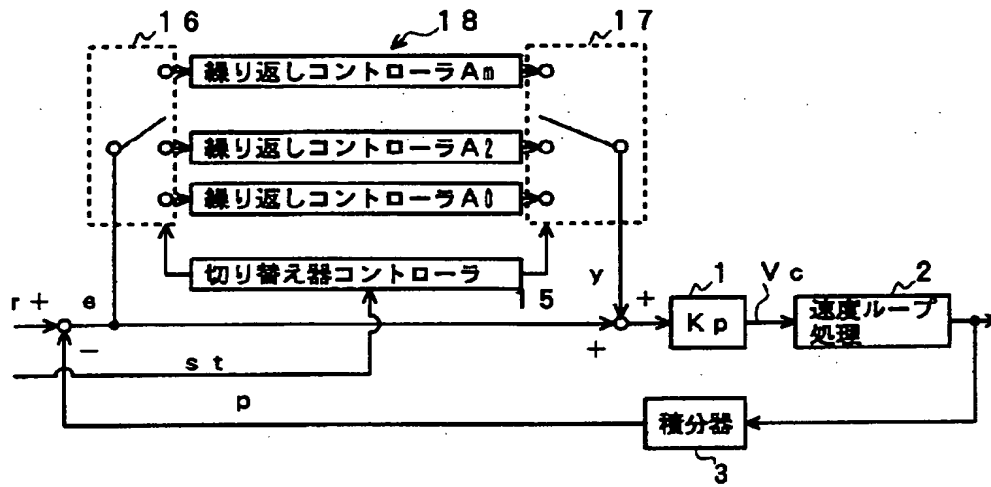 16
18
17
繰り返しコントローラAm
繰り返しコントローラA2
繰り返しコントローラA0
切り替え器コントローラ
15
y
r +
e
+
1
Vc
2
Kp
速度ループ
処理
−
+
st
p
積分器
3